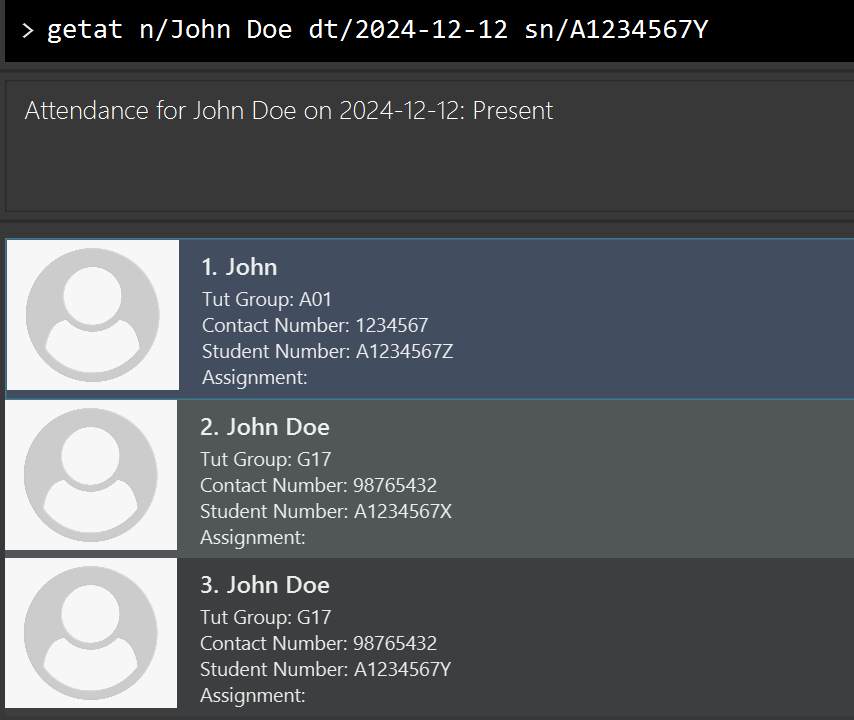 > getat n/John Doe dt/2024-12-12 sn/A1234567Y
Attendance for John Doe on 2024-12-12: Present
1. John
Tut Group: A01
Contact Number: 1234567
Student Number: A1234567Z
Assignment:
2. John Doe
Tut Group: G17
Contact Number: 98765432
Student Number: A1234567X
Assignment:
3. John Doe
Tut Group: G17
Contact Number: 98765432
Student Number: A1234567Y
Assignment: